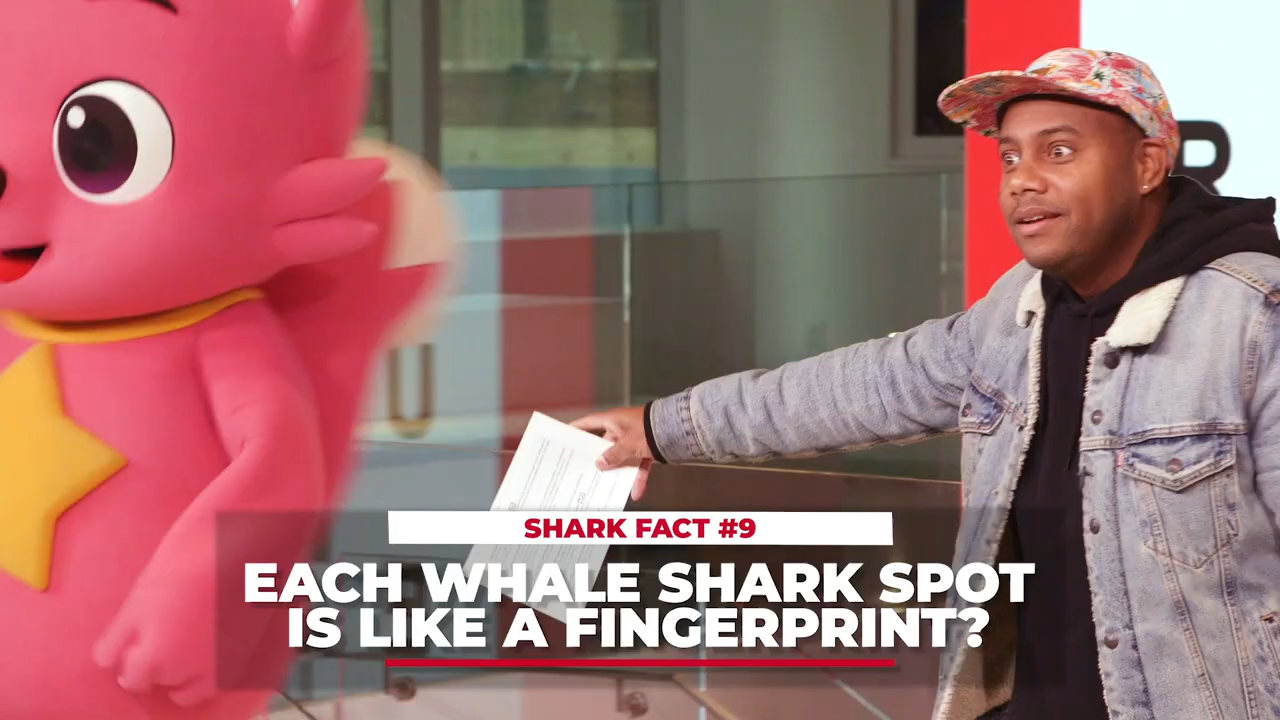 R
U
SHARK FACT #9
EACH WHALE SHARK SPOT
IS LIKE A FINGERPRINT?